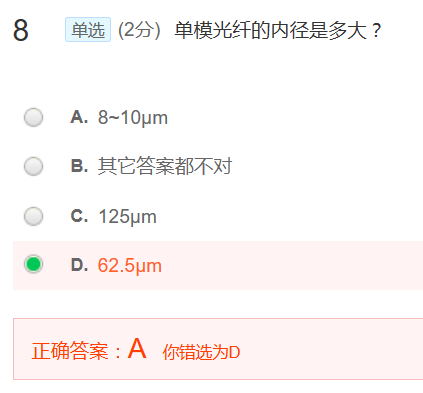 8 单选 (2分) 单模光纤的内径是多大？
A. 8~10μm
B. 其它答案都不对
C. 125μm
D. 62.5μm
正确答案：A 你错选为D